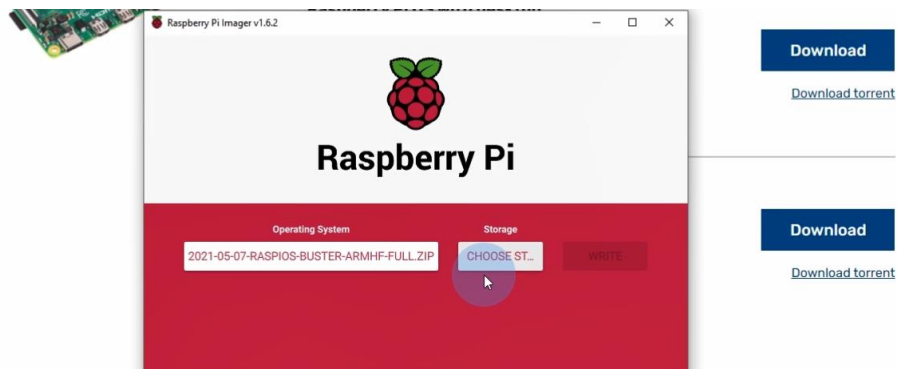 Raspberry Pi Imager v1.6.2
Download
Download torrent
Raspberry Pi
Operating System
Storage
2021-05-07-RASPIOS-BUSTER-ARMHF-FULL.ZIP
CHOOSE ST...
WRITE
Download
Download torrent